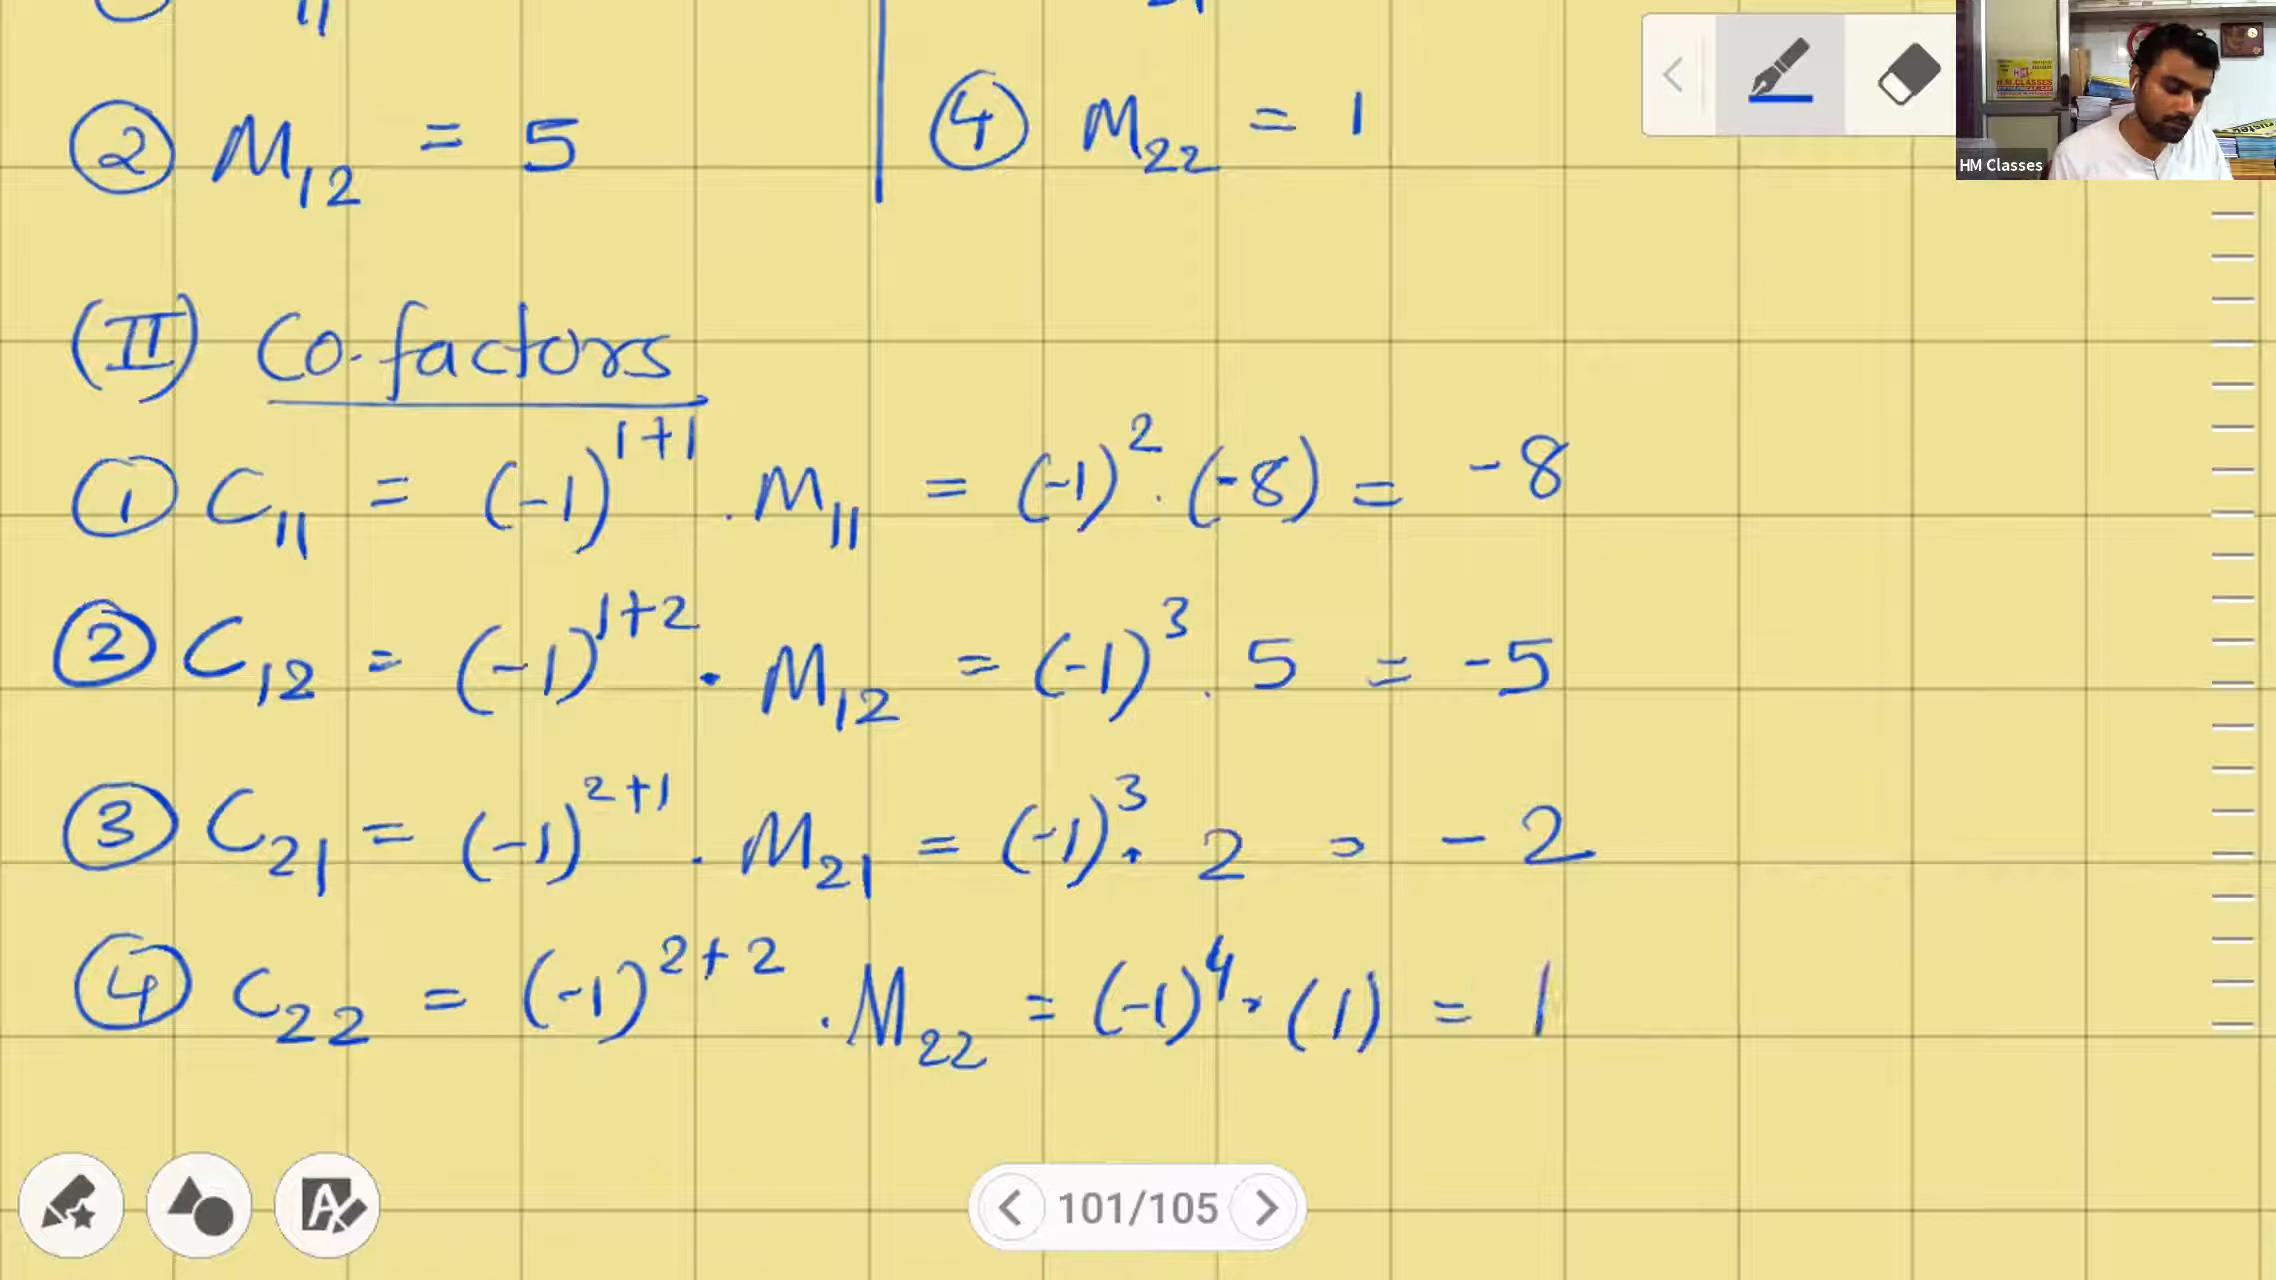 11
② M₁₂ = 5
④ M₂₂ = 1
HM Classes
(II) Co-factors
① C₁₁ = (-1)¹⁺¹ . M₁₁ = (-1)² . (-8) = -8
② C₁₂ = (-1)¹⁺² . M₁₂ = (-1)³ . 5 = -5
③ C₂₁ = (-1)²⁺¹ . M₂₁ = (-1)³ . 2 = -2
④ C₂₂ = (-1)²⁺² . M₂₂ = (-1)⁴ . (1) = 1
101/105